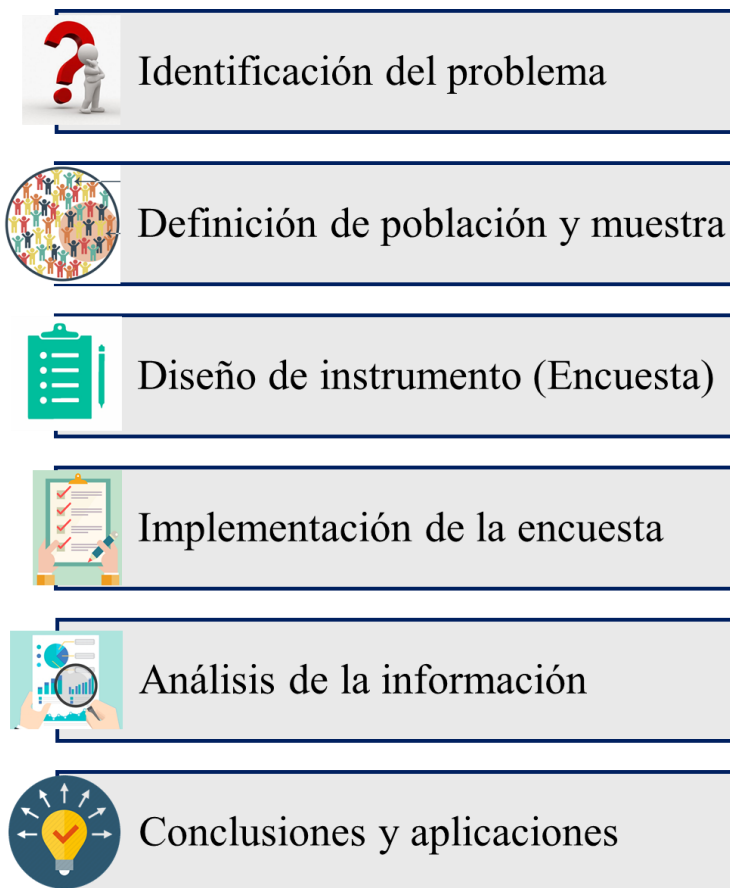 Identificación del problema
Definición de población y muestra
Diseño de instrumento (Encuesta)
Implementación de la encuesta
Análisis de la información
Conclusiones y aplicaciones